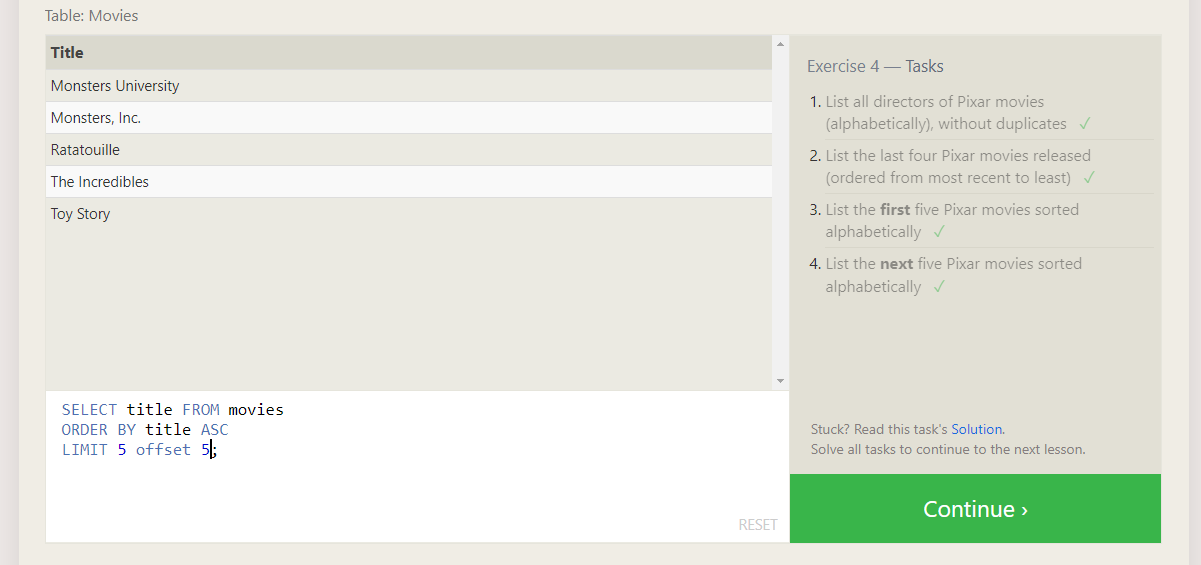 Table: Movies
Title
Monsters University
Monsters, Inc.
Ratatouille
The Incredibles
Toy Story
SELECT title FROM movies
ORDER BY title ASC
LIMIT 5 offset 5;
RESET
Exercise 4 — Tasks
1. List all directors of Pixar movies
(alphabetically), without duplicates ✓
2. List the last four Pixar movies released
(ordered from most recent to least) ✓
3. List the first five Pixar movies sorted
alphabetically ✓
4. List the next five Pixar movies sorted
alphabetically ✓
Stuck? Read this task's Solution.
Solve all tasks to continue to the next lesson.
Continue ›